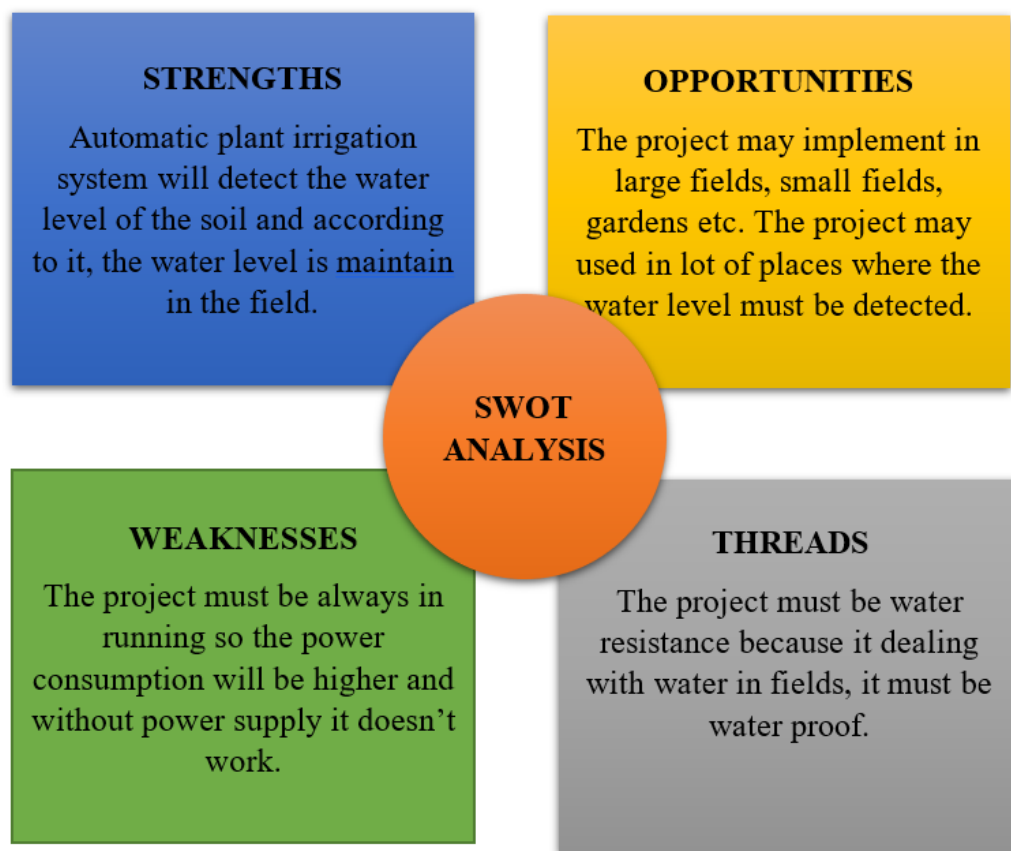 STRENGTHS
Automatic plant irrigation
system will detect the water
level of the soil and according
to it, the water level is maintain
in the field.
OPPORTUNITIES
The project may implement in
large fields, small fields,
gardens etc. The project may
used in lot of places where the
water level must be detected.
SWOT
ANALYSIS
WEAKNESSES
The project must be always in
running so the power
consumption will be higher and
without power supply it doesn’t
work.
THREADS
The project must be water
resistance because it dealing
with water in fields, it must be
water proof.